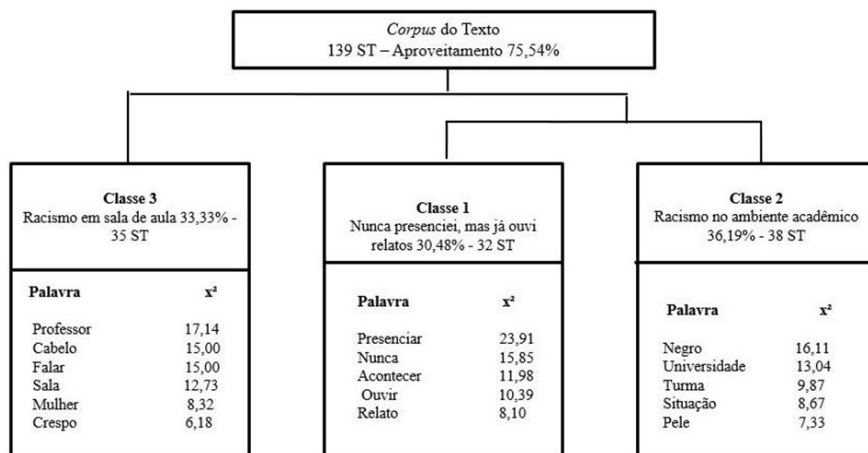 Corpus do Texto
139 ST – Aproveitamento 75,54%
Classe 3
Racismo em sala de aula 33,33% -
35 ST
Palavra x²
Professor 17,14
Cabelo 15,00
Falar 15,00
Sala 12,73
Mulher 8,32
Crespo 6,18
Classe 1
Nunca presenciei, mas já ouvi
relatos 30,48% - 32 ST
Palavra x²
Presenciar 23,91
Nunca 15,85
Acontecer 11,98
Ouvir 10,39
Relato 8,10
Classe 2
Racismo no ambiente acadêmico
36,19% - 38 ST
Palavra x²
Negro 16,11
Universidade 13,04
Turma 9,87
Situação 8,67
Pele 7,33